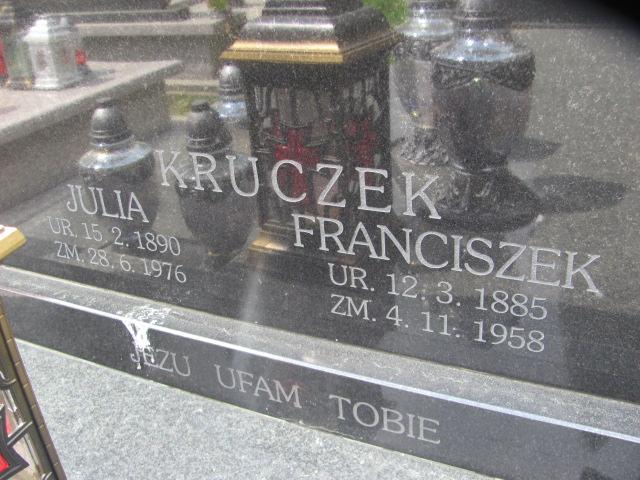 KRUCZEK
JULIA
UR. 15. 2. 1890
ZM. 28. 6. 1976
FRANCISZEK
UR. 12. 3. 1885
ZM. 4. 11. 1958
JEZU UFAM TOBIE